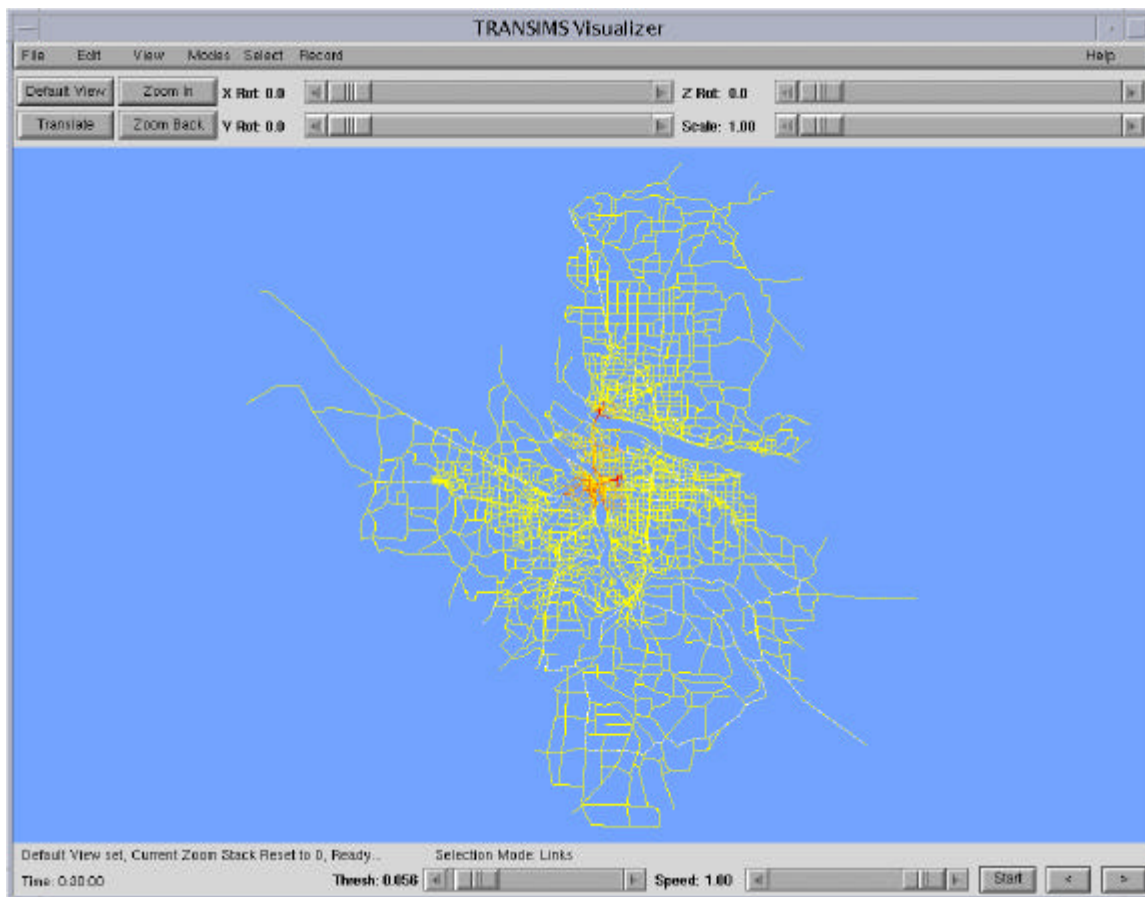 TRANSIMS Visualizer
File Edit View Modes Select Record Help
Default View Zoom In X Rot: 0.0 Z Rot: 0.0
Translate Zoom Back Y Rot: 0.0 Scale: 1.00
Default View set, Current Zoom Stack Reset to 0, Ready... Selection Mode: Links
Time: 0:30:00 Thresh: 0.056 Speed: 1.00 Start < >